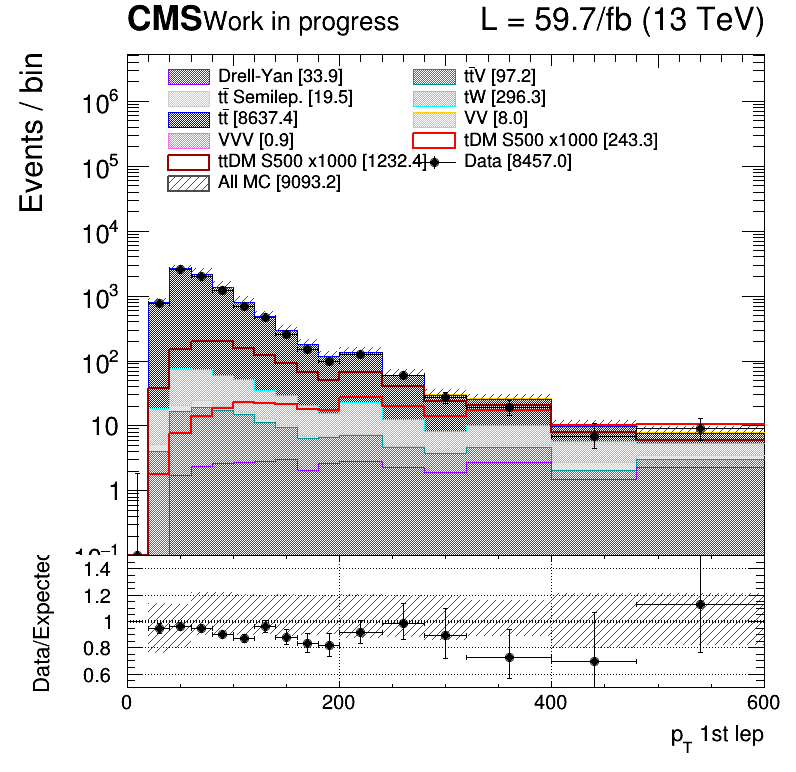 CMS Work in progress L = 59.7/fb (13 TeV)
Events / bin
Drell-Yan [33.9] tt̄V [97.2]
tt̄ Semilep. [19.5] tW [296.3]
tt̄ [8637.4] VV [8.0]
VVV [0.9] tDM S500 x1000 [243.3]
ttDM S500 x1000 [1232.4] Data [8457.0]
All MC [9093.2]
10⁶
10⁵
10⁴
10³
10²
10
1
10⁻¹
Data/Expected
1.4
1.2
1
0.8
0.6
0 200 400 600
p_T 1st lep